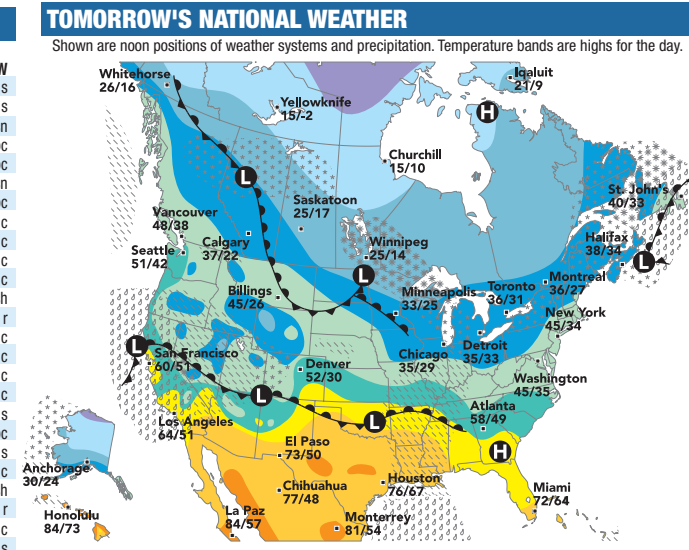 TOMORROW'S NATIONAL WEATHER
Shown are noon positions of weather systems and precipitation. Temperature bands are highs for the day.
W
s
s
n
c
c
n
c
c
c
c
c
h
r
c
c
c
c
s
c
s
c
h
r
c
s
Whitehorse
26/16
Iqaluit
21/9
Yellowknife
15/-2
H
Churchill
15/10
L
St. John's
40/33
Saskatoon
25/17
Vancouver
48/38
Calgary
37/22
Winnipeg
25/14
Halifax
38/34
Seattle
51/42
L
L
Montreal
36/27
Billings
45/26
Minneapolis
33/25
Toronto
36/31
New York
45/34
L
San Francisco
60/51
Chicago
35/29
Detroit
35/33
Denver
52/30
Washington
45/35
L
Los Angeles
64/51
L
Atlanta
58/49
El Paso
73/50
H
Anchorage
30/24
Chihuahua
77/48
Houston
76/67
Miami
72/64
Honolulu
84/73
La Paz
84/57
Monterrey
81/54